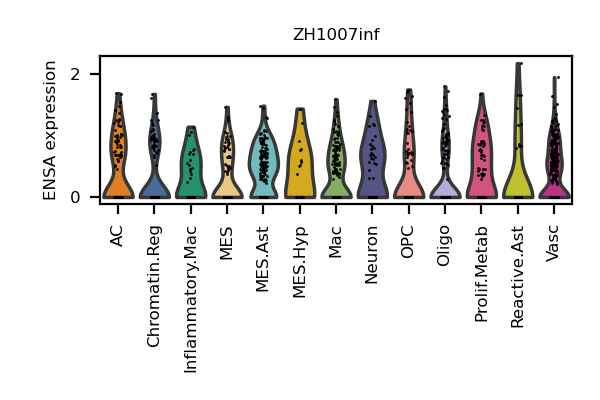 ZH1007inf
ENSA expression
2
0
AC
Chromatin.Reg
Inflammatory.Mac
MES
MES.Ast
MES.Hyp
Mac
Neuron
OPC
Oligo
Prolif.Metab
Reactive.Ast
Vasc